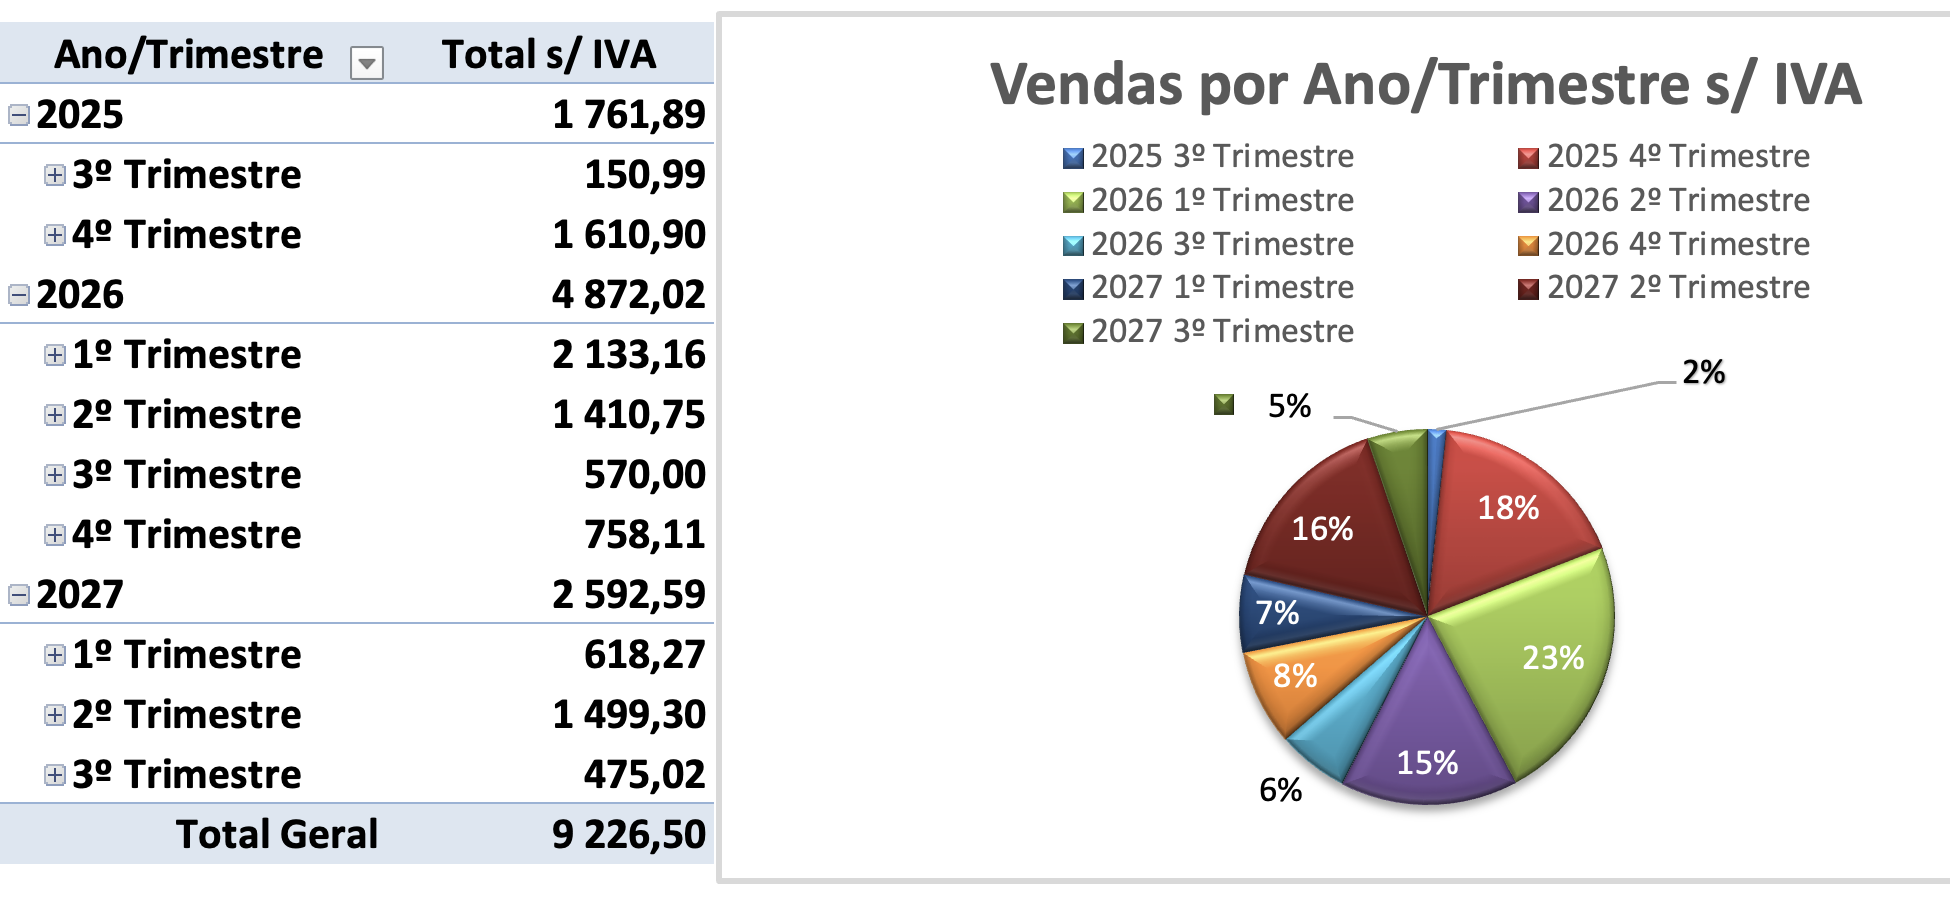 Ano/Trimestre Total s/ IVA
2025 1 761,89
3º Trimestre 150,99
4º Trimestre 1 610,90
2026 4 872,02
1º Trimestre 2 133,16
2º Trimestre 1 410,75
3º Trimestre 570,00
4º Trimestre 758,11
2027 2 592,59
1º Trimestre 618,27
2º Trimestre 1 499,30
3º Trimestre 475,02
Total Geral 9 226,50
Vendas por Ano/Trimestre s/ IVA
2025 3º Trimestre 2025 4º Trimestre
2026 1º Trimestre 2026 2º Trimestre
2026 3º Trimestre 2026 4º Trimestre
2027 1º Trimestre 2027 2º Trimestre
2027 3º Trimestre
2%
5%
18%
16%
7%
23%
8%
15%
6%